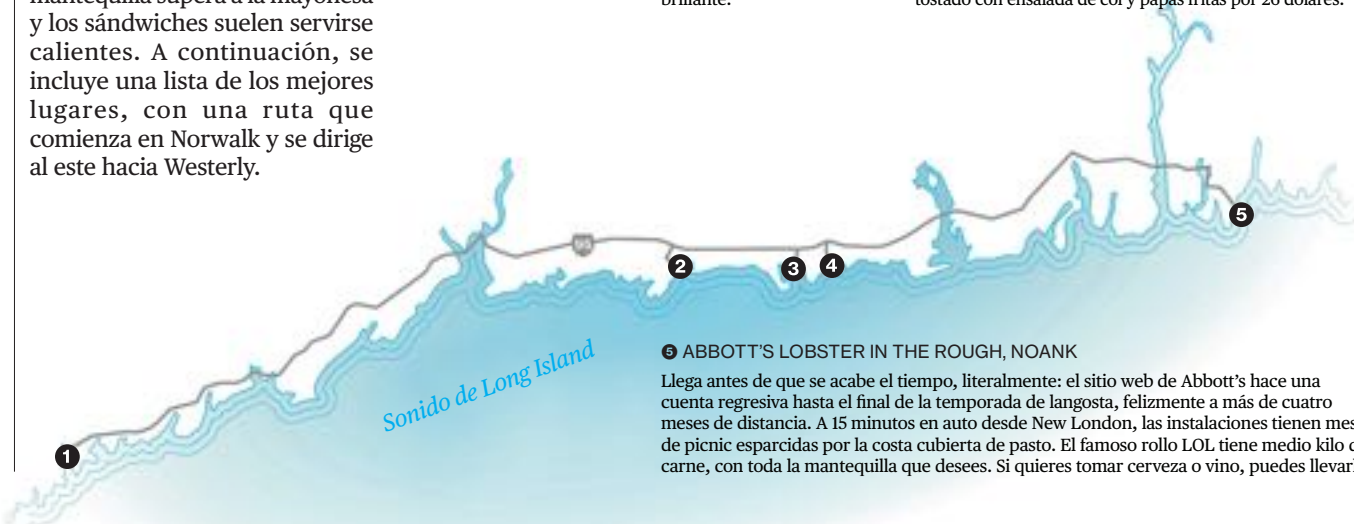 mantequilla supera a la mayonesa
y los sándwiches suelen servirse
calientes. A continuación, se
incluye una lista de los mejores
lugares, con una ruta que
comienza en Norwalk y se dirige
al este hacia Westerly.
brillante.
tostado con ensalada de col y papas fritas por 26 dólares.
1
2
3
4
5
95
Sonido de Long Island
5 ABBOTT'S LOBSTER IN THE ROUGH, NOANK
Llega antes de que se acabe el tiempo, literalmente: el sitio web de Abbott's hace una
cuenta regresiva hasta el final de la temporada de langosta, felizmente a más de cuatro
meses de distancia. A 15 minutos en auto desde New London, las instalaciones tienen
de picnic esparcidas por la costa cubierta de pasto. El famoso rollo LOL tiene medio kilo
carne, con toda la mantequilla que desees. Si quieres tomar cerveza o vino, puedes